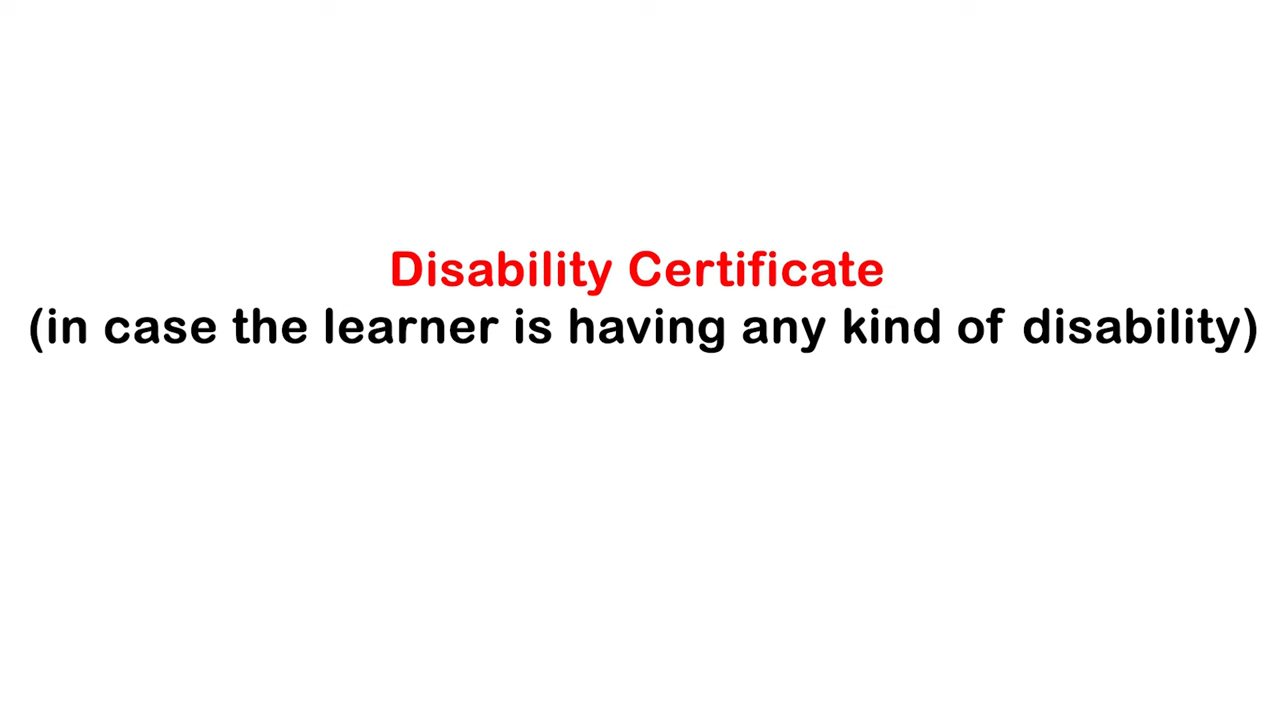 Disability Certificate
(in case the learner is having any kind of disability)